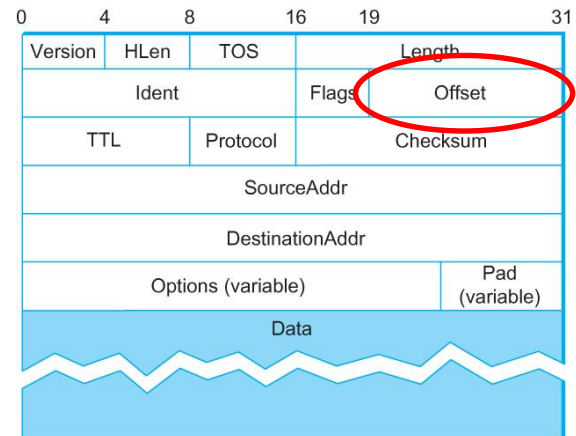 0 4 8 16 19 31
Version HLen TOS Length
Ident Flags Offset
TTL Protocol Checksum
SourceAddr
DestinationAddr
Options (variable) Pad (variable)
Data